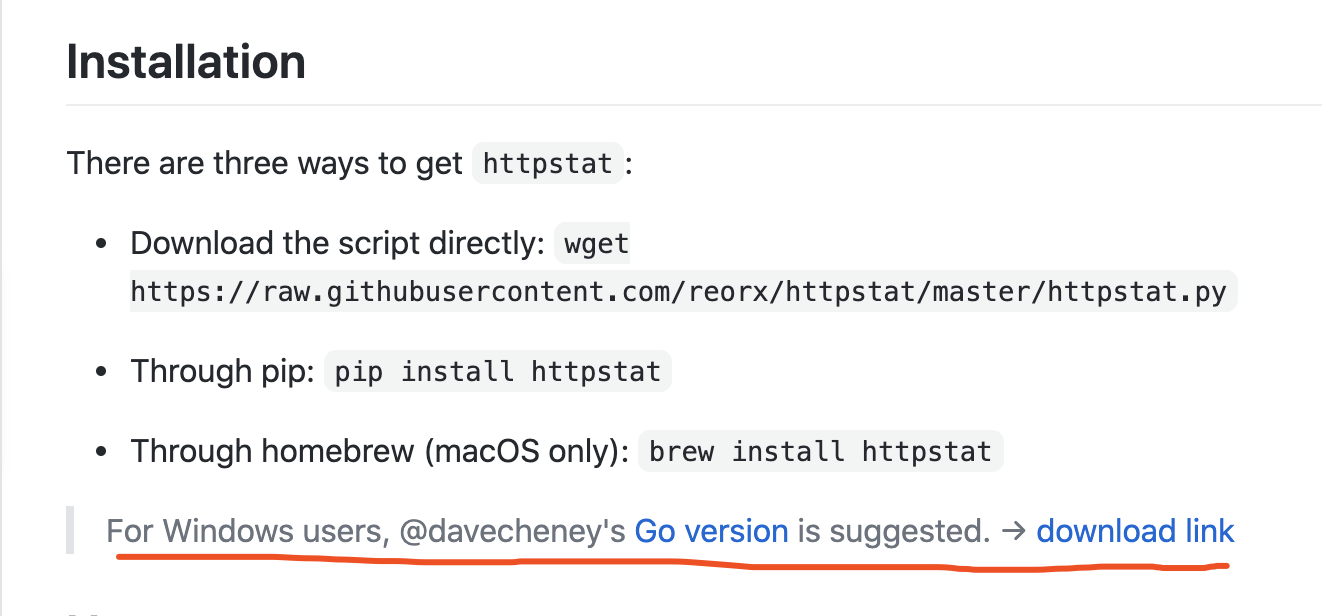 Installation
There are three ways to get httpstat:
Download the script directly: wget
https://raw.githubusercontent.com/reorx/httpstat/master/httpstat.py
Through pip: pip install httpstat
Through homebrew (macOS only): brew install httpstat
For Windows users, @davecheney's Go version is suggested. → download link